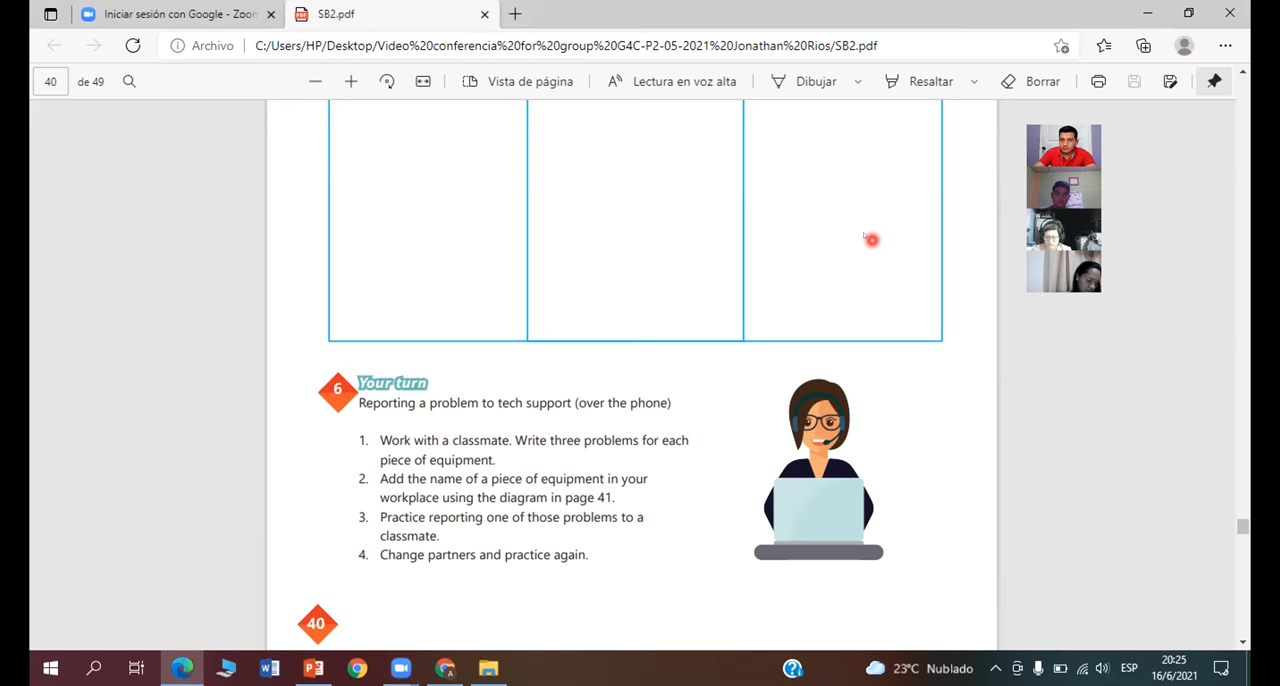 Iniciar sesión con Google - Zoom
SB2.pdf
Archivo
C:/Users/HP/Desktop/Video%20conferencia%20for%20group%20G4C-P2-05-2021%20Jonathan%20Rios/SB2.pdf
40 de 49
Vista de página
Lectura en voz alta
Dibujar
Resaltar
Borrar
6 Your turn
Reporting a problem to tech support (over the phone)
1. Work with a classmate. Write three problems for each
piece of equipment.
2. Add the name of a piece of equipment in your
workplace using the diagram in page 41.
3. Practice reporting one of those problems to a
classmate.
4. Change partners and practice again.
40
23°C Nublado
ESP
20:25
16/6/2021